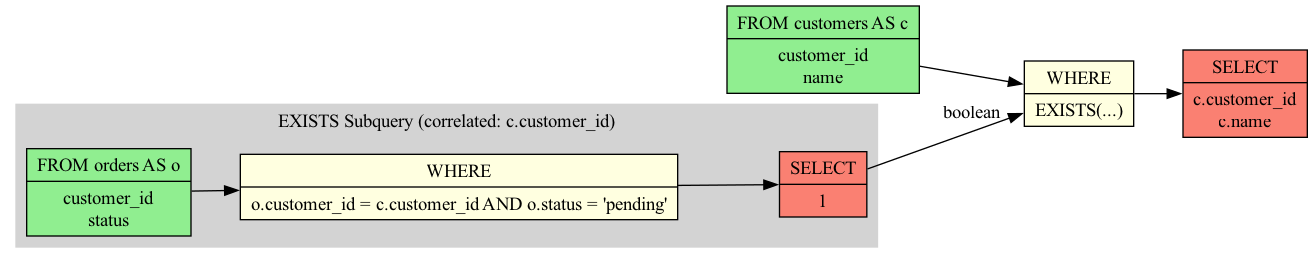 FROM customers AS c
customer_id
name
EXISTS Subquery (correlated: c.customer_id)
FROM orders AS o
customer_id
status
WHERE
o.customer_id = c.customer_id AND o.status = 'pending'
SELECT
1
boolean
WHERE
EXISTS(...)
SELECT
c.customer_id
c.name